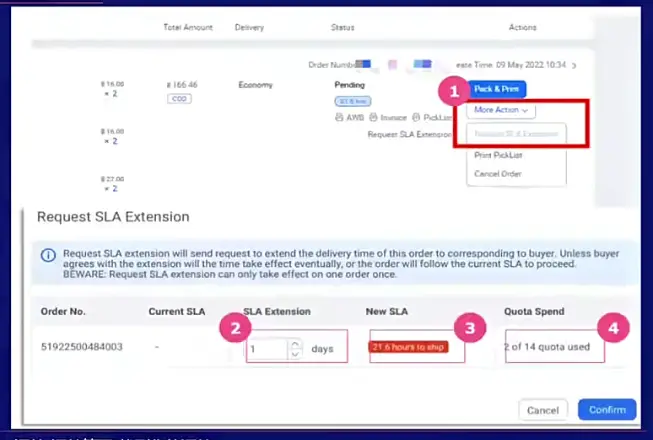 Total Amount Delivery Status Actions
Order Numb
eate Time 09 May 2022 10:34
฿ 16.00
× 2
฿ 166.46
COD
Economy
Pending
1
Pack & Print
More Action
AWB Invoice PickList
Request SLA Extension
Request SLA Extension
฿ 16.00
× 2
Print PickList
Cancel Order
฿ 27.00
× 2
Request SLA Extension
Request SLA extension will send request to extend the delivery time of this order to corresponding to buyer. Unless buyer
agrees with the extension will the time take effect eventually, or the order will follow the current SLA to proceed.
BEWARE: Request SLA extension can only take effect on one order once.
Order No. Current SLA SLA Extension New SLA Quota Spend
2 3 4
51922500484003 - 1 days 21.6 hours to ship 2 of 14 quota used
Cancel Confirm